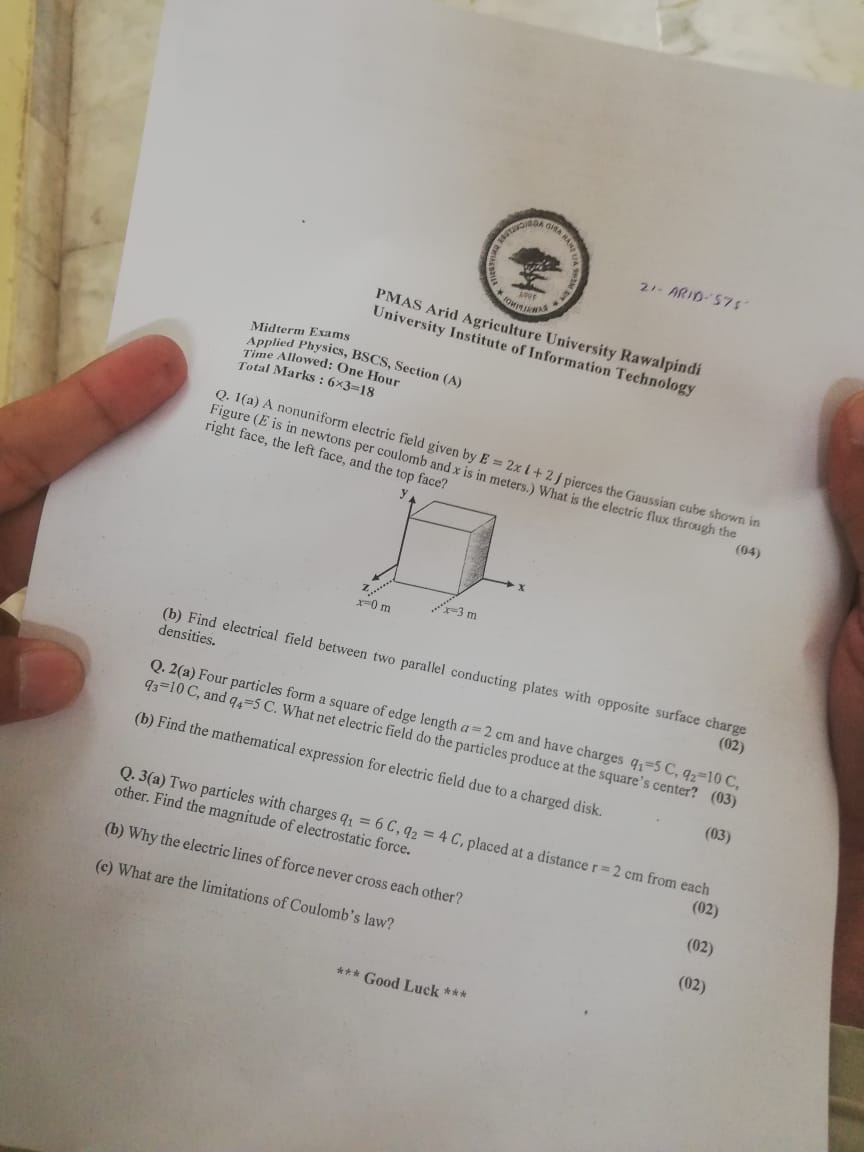 21-ARID-575
PMAS Arid Agriculture University Rawalpindi
University Institute of Information Technology
Midterm Exams
Applied Physics, BSCS, Section (A)
Time Allowed: One Hour
Total Marks : 6×3=18
Q. 1(a) A nonuniform electric field given by E = 2x i + 2 j pierces the Gaussian cube shown in
Figure (E is in newtons per coulomb and x is in meters.) What is the electric flux through the
right face, the left face, and the top face?
(04)
y
x
z
x=0 m
x=3 m
(b) Find electrical field between two parallel conducting plates with opposite surface charge
densities.
(02)
Q. 2(a) Four particles form a square of edge length a = 2 cm and have charges q₁=5 C, q₂=10 C,
q₃=10 C, and q₄=5 C. What net electric field do the particles produce at the square's center? (03)
(b) Find the mathematical expression for electric field due to a charged disk.
(03)
Q. 3(a) Two particles with charges q₁ = 6 C, q₂ = 4 C, placed at a distance r = 2 cm from each
other. Find the magnitude of electrostatic force.
(02)
(b) Why the electric lines of force never cross each other?
(02)
(c) What are the limitations of Coulomb's law?
(02)
*** Good Luck ***